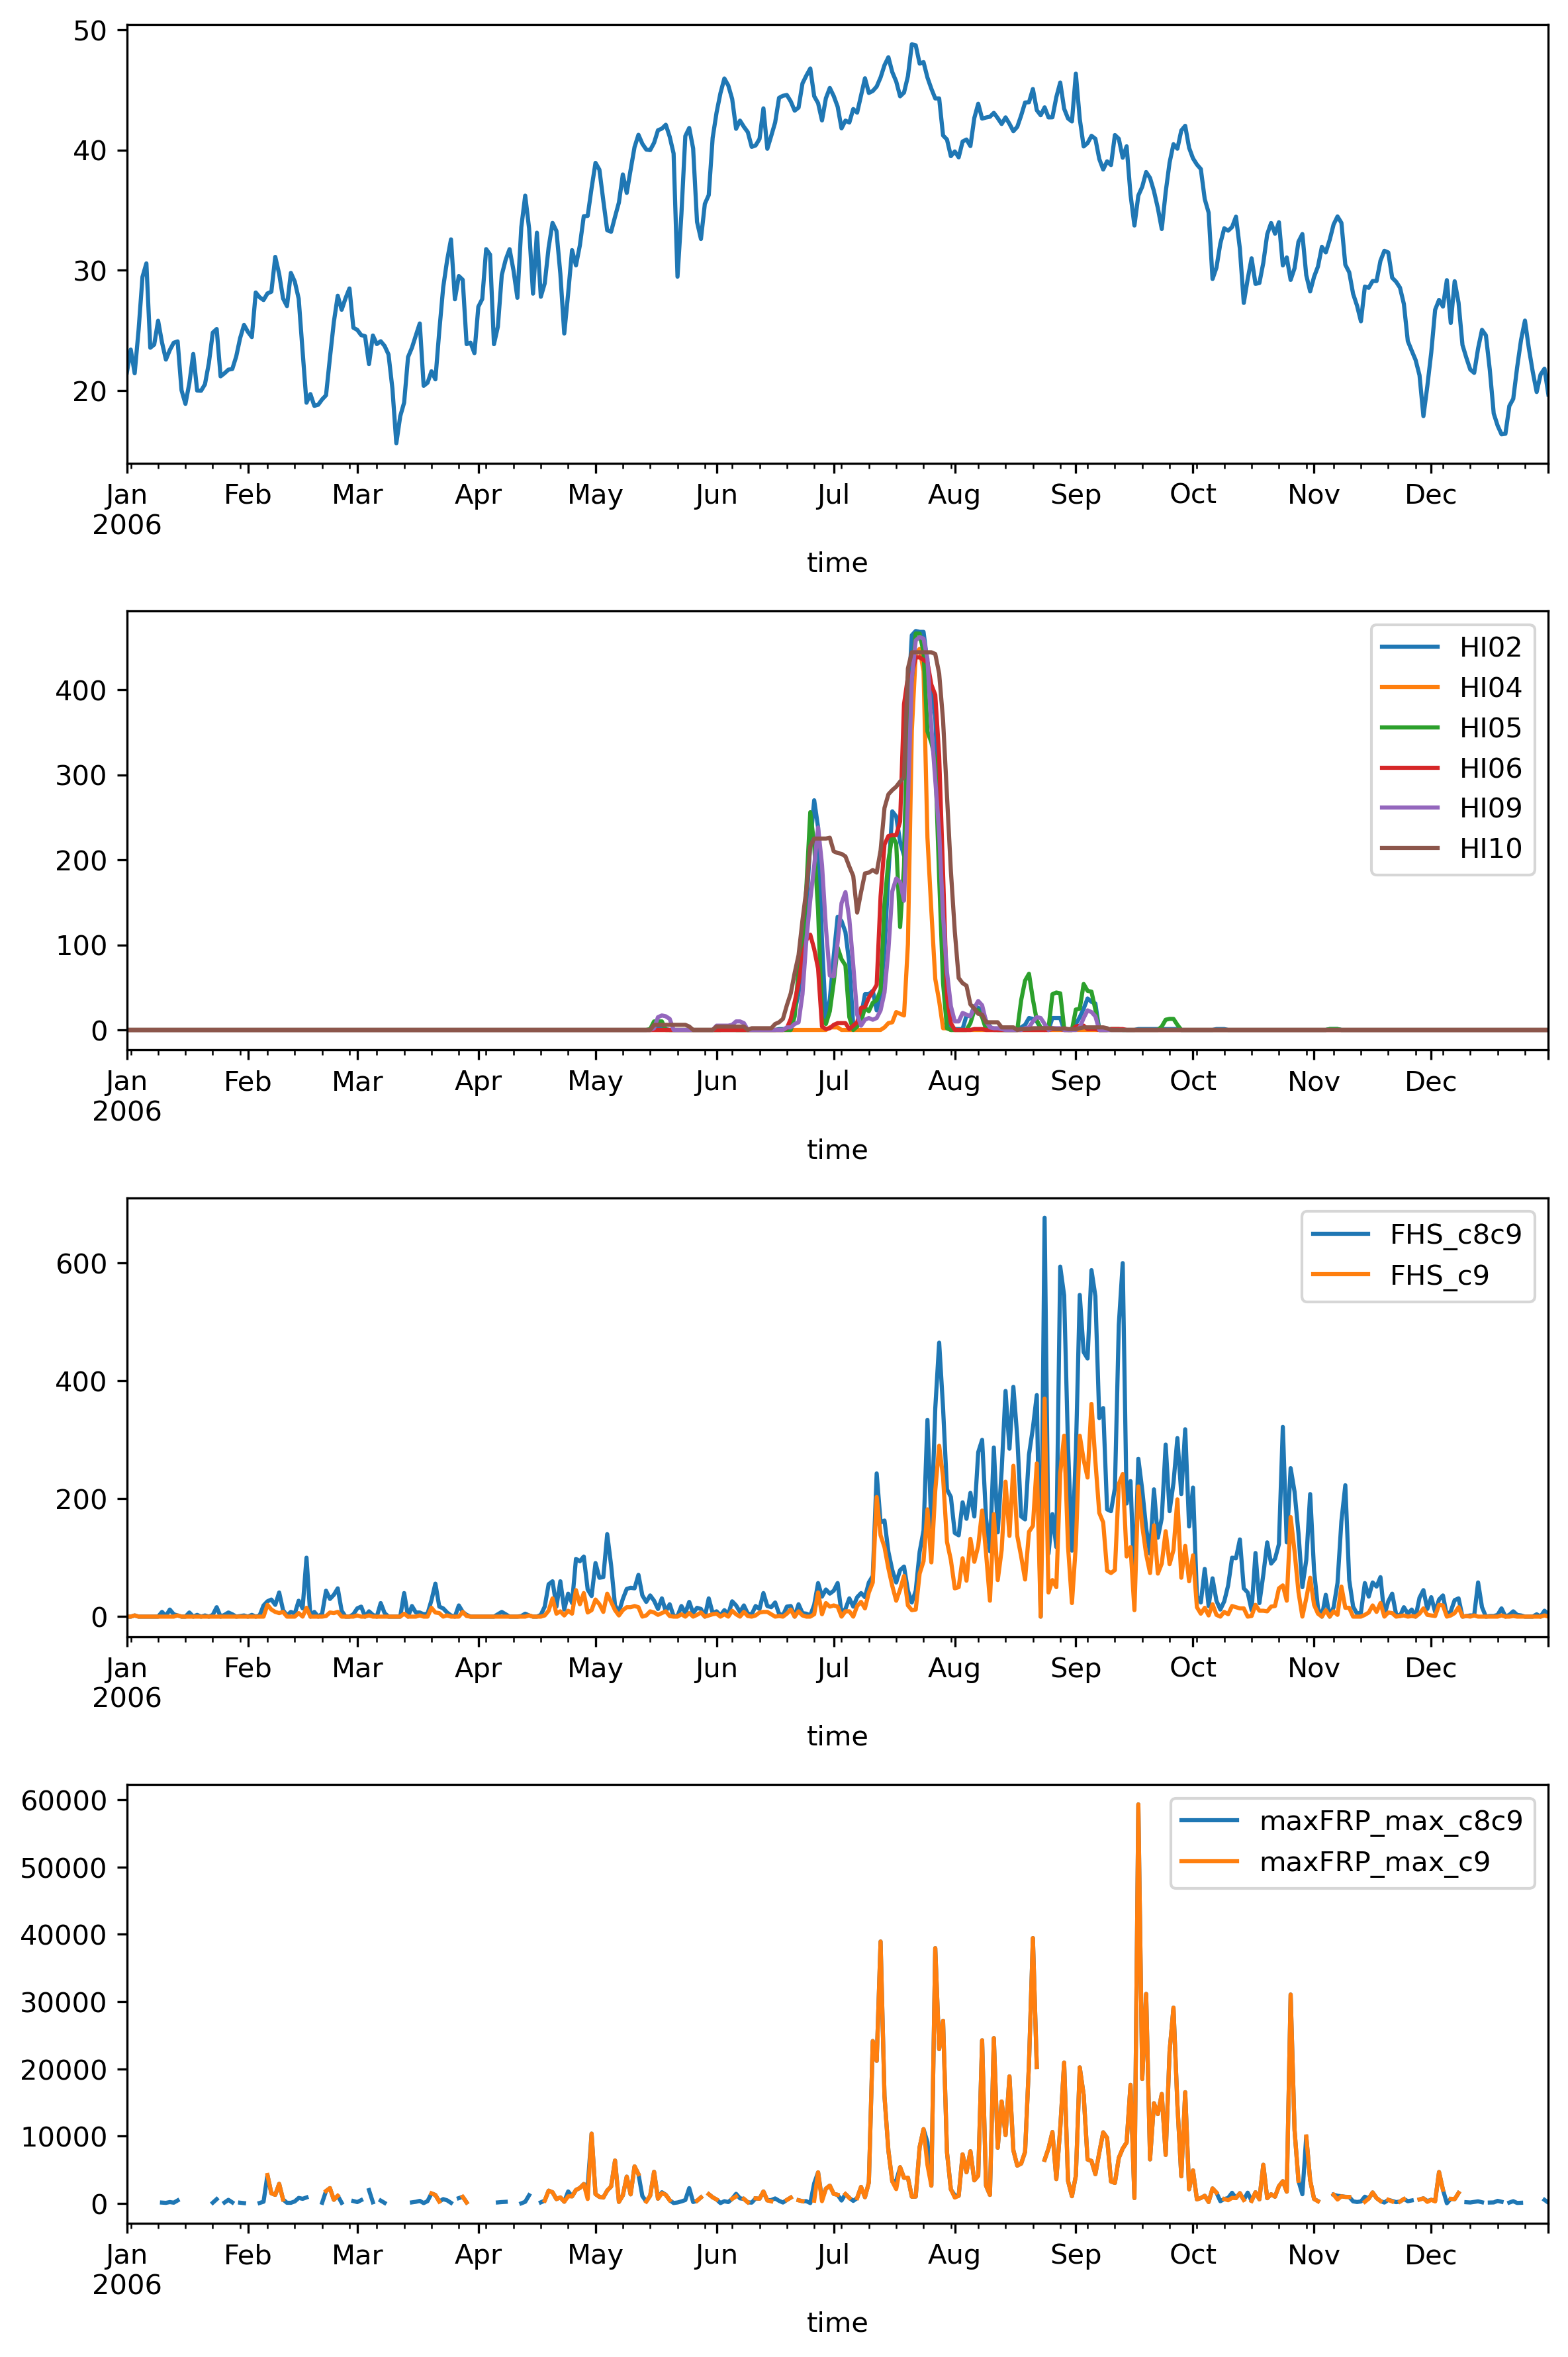 50
40
30
20
Jan Feb Mar Apr May Jun Jul Aug Sep Oct Nov Dec
2006
time
400
300
200
100
0
HI02
HI04
HI05
HI06
HI09
HI10
Jan Feb Mar Apr May Jun Jul Aug Sep Oct Nov Dec
2006
time
600
400
200
0
FHS_c8c9
FHS_c9
Jan Feb Mar Apr May Jun Jul Aug Sep Oct Nov Dec
2006
time
60000
50000
40000
30000
20000
10000
0
maxFRP_max_c8c9
maxFRP_max_c9
Jan Feb Mar Apr May Jun Jul Aug Sep Oct Nov Dec
2006
time